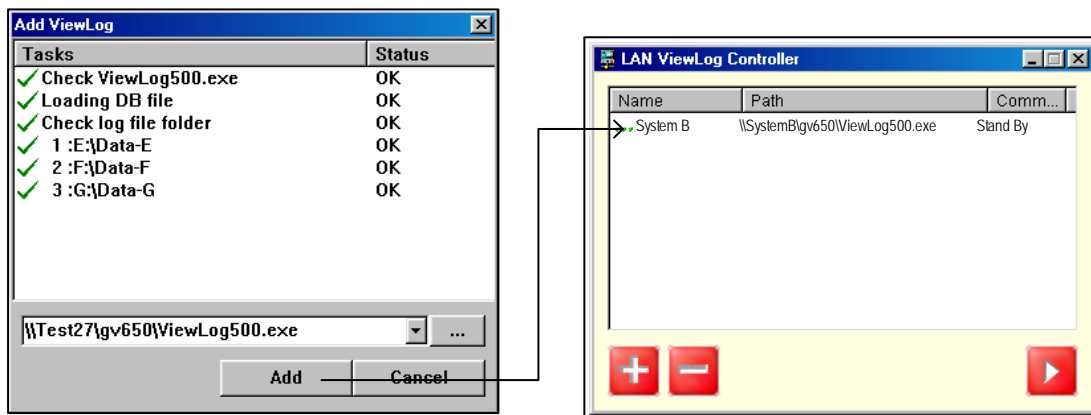 Add ViewLog
Tasks Status
Check ViewLog500.exe OK
Loading DB file OK
Check log file folder OK
1 :E:\Data-E OK
2 :F:\Data-F OK
3 :G:\Data-G OK
\\Test27\gv650\ViewLog500.exe ...
Add Cancel
LAN ViewLog Controller
Name Path Comm...
System B \\SystemB\gv650\ViewLog500.exe Stand By